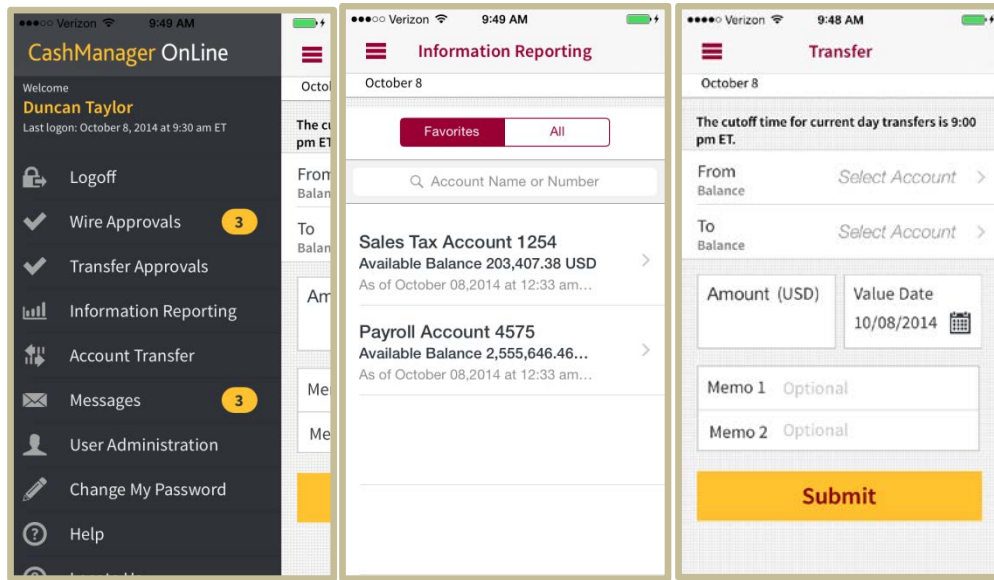 Verizon 9:49 AM
CashManager OnLine
Welcome
Duncan Taylor
Last logon: October 8, 2014 at 9:30 am ET
Logoff
Wire Approvals 3
Transfer Approvals
Information Reporting
Account Transfer
Messages 3
User Administration
Change My Password
Help
Octo
The cu
pm ET
From
Balan
To
Balan
Am
Me
Me
Verizon 9:49 AM
Information Reporting
October 8
Favorites All
Account Name or Number
Sales Tax Account 1254
Available Balance 203,407.38 USD
As of October 08,2014 at 12:33 am...
Payroll Account 4575
Available Balance 2,555,646.46...
As of October 08,2014 at 12:33 am...
Verizon 9:48 AM
Transfer
October 8
The cutoff time for current day transfers is 9:00
pm ET.
From Select Account
Balance
To Select Account
Balance
Amount (USD)
Value Date
10/08/2014
Memo 1 Optional
Memo 2 Optional
Submit